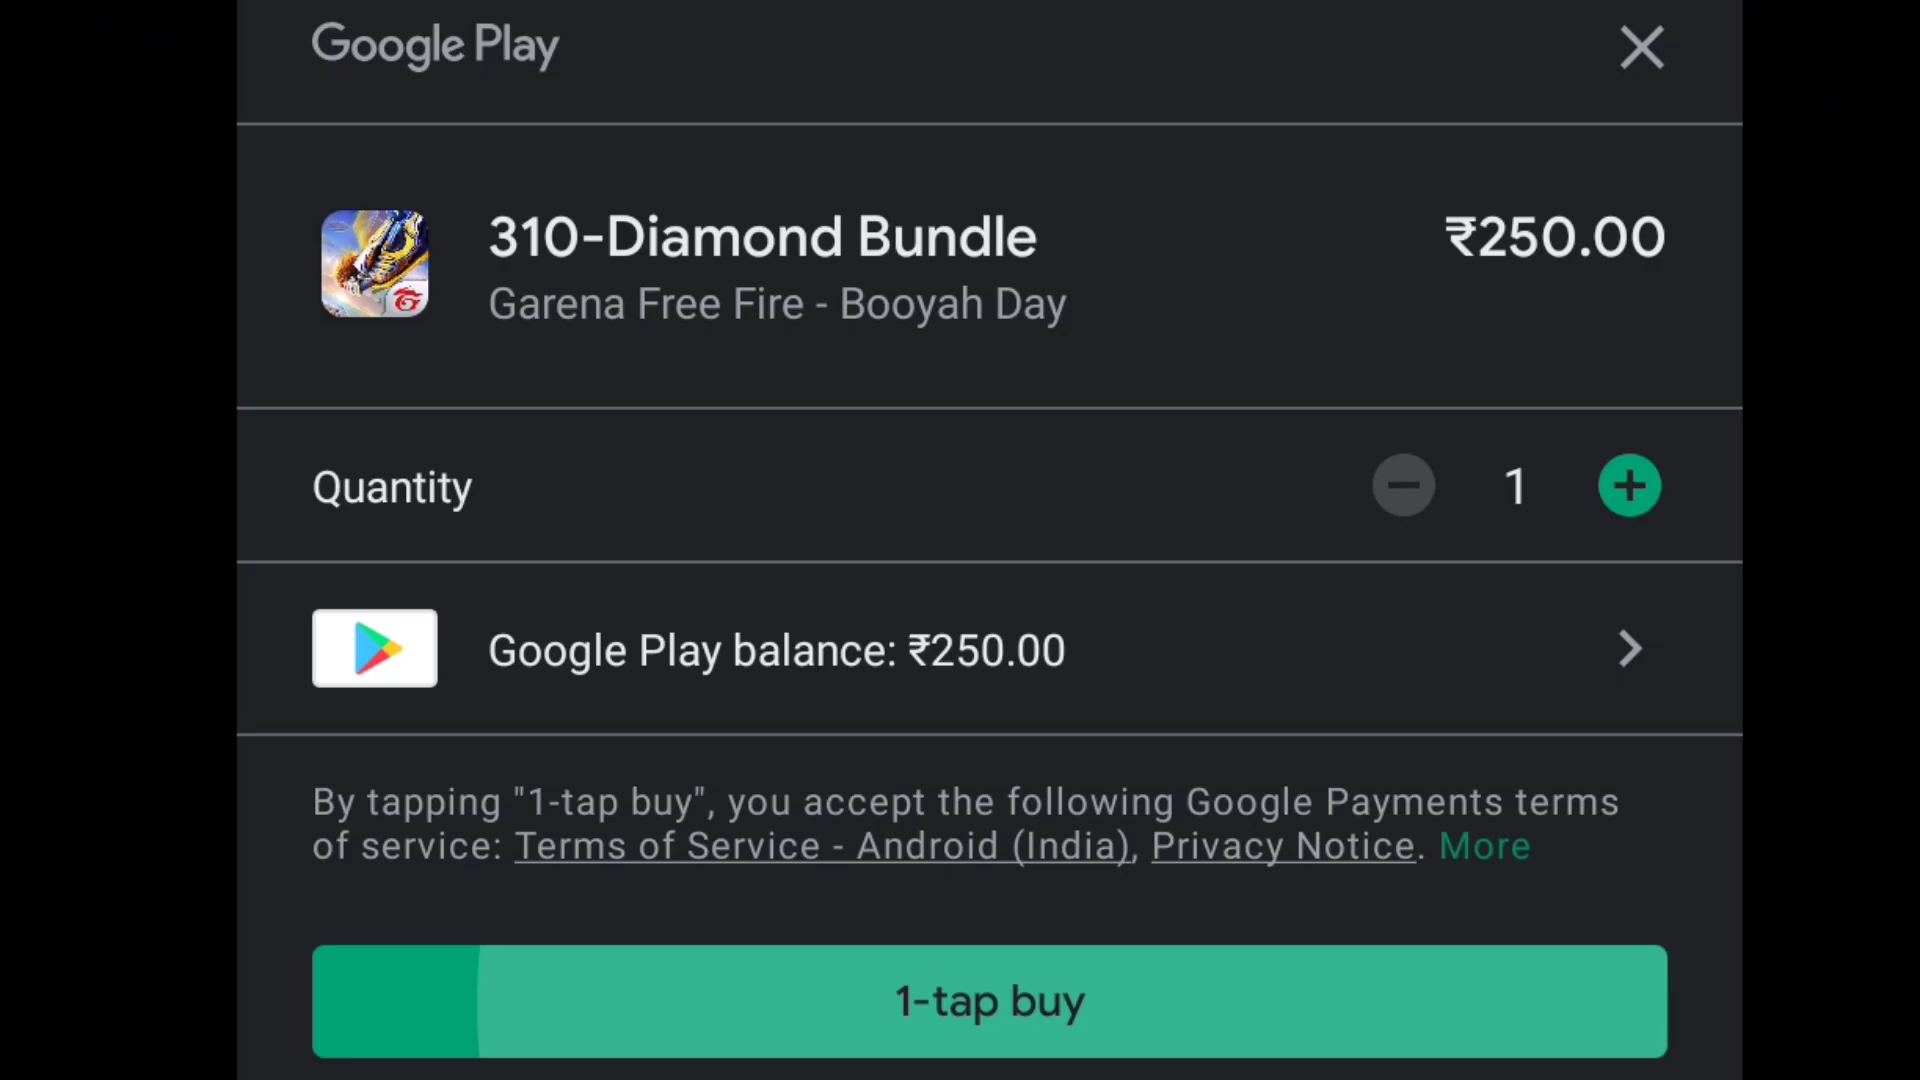 Google Play
310-Diamond Bundle
₹250.00
Garena Free Fire - Booyah Day
Quantity
1
Google Play balance: ₹250.00
By tapping "1-tap buy", you accept the following Google Payments terms
of service: Terms of Service - Android (India), Privacy Notice. More
1-tap buy